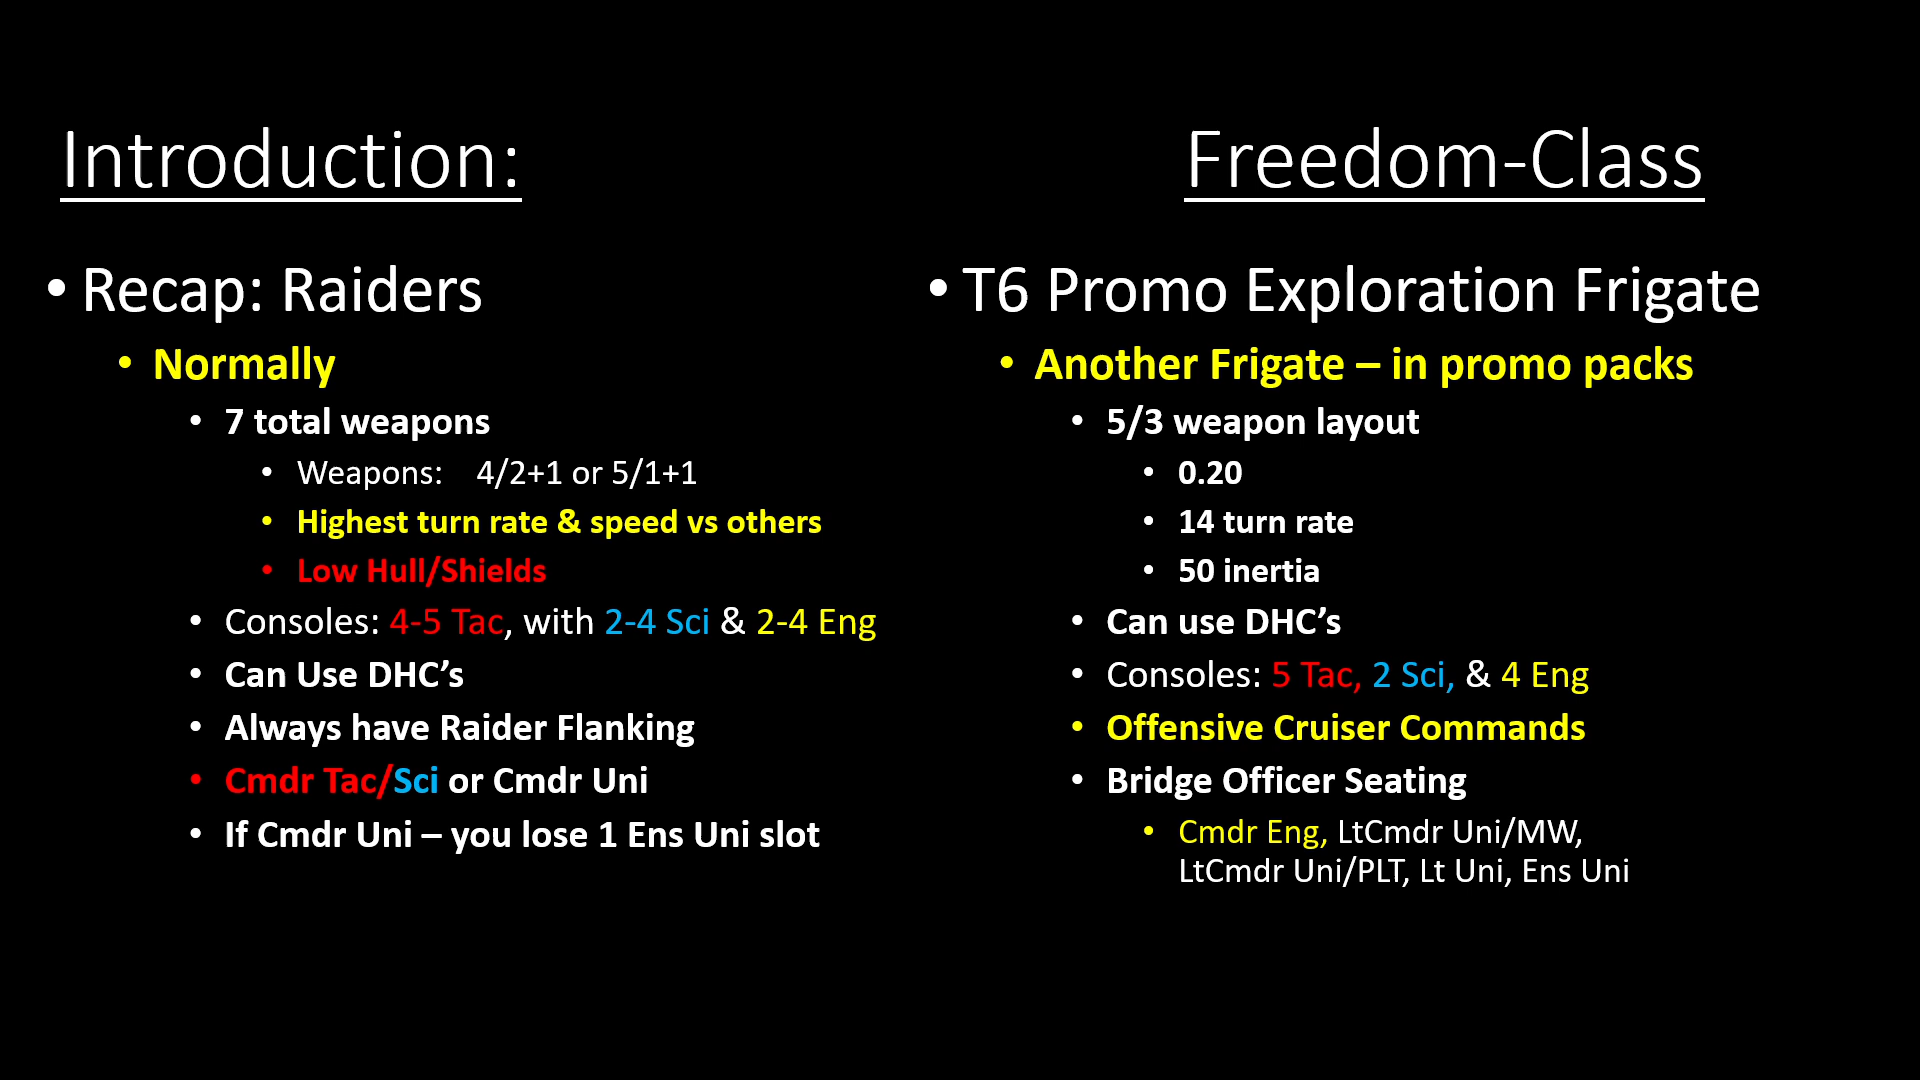 Introduction:
• Recap: Raiders
• Normally
• 7 total weapons
• Weapons: 4/2+1 or 5/1+1
• Highest turn rate & speed vs others
• Low Hull/Shields
• Consoles: 4-5 Tac, with 2-4 Sci & 2-4 Eng
• Can Use DHC’s
• Always have Raider Flanking
• Cmdr Tac/Sci or Cmdr Uni
• If Cmdr Uni – you lose 1 Ens Uni slot
Freedom-Class
• T6 Promo Exploration Frigate
• Another Frigate – in promo packs
• 5/3 weapon layout
• 0.20
• 14 turn rate
• 50 inertia
• Can use DHC’s
• Consoles: 5 Tac, 2 Sci, & 4 Eng
• Offensive Cruiser Commands
• Bridge Officer Seating
• Cmdr Eng, LtCmdr Uni/MW,
LtCmdr Uni/PLT, Lt Uni, Ens Uni